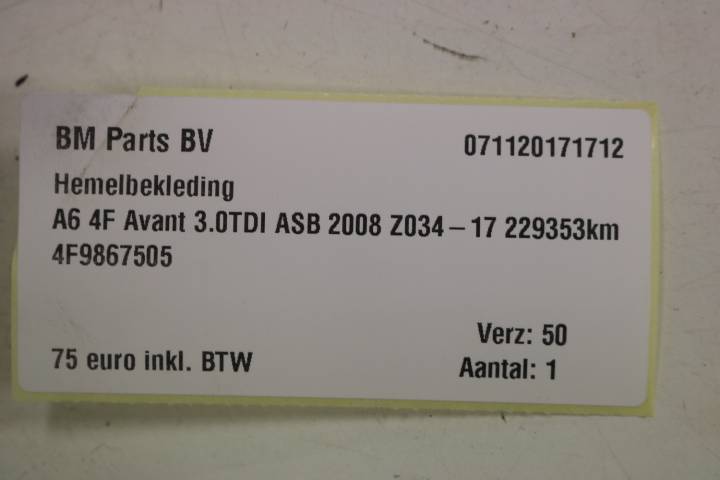 BM Parts BV 071120171712
Hemelbekleding
A6 4F Avant 3.0TDI ASB 2008 Z034-17 229353km
4F9867505
Verz: 50
75 euro inkl. BTW Aantal: 1